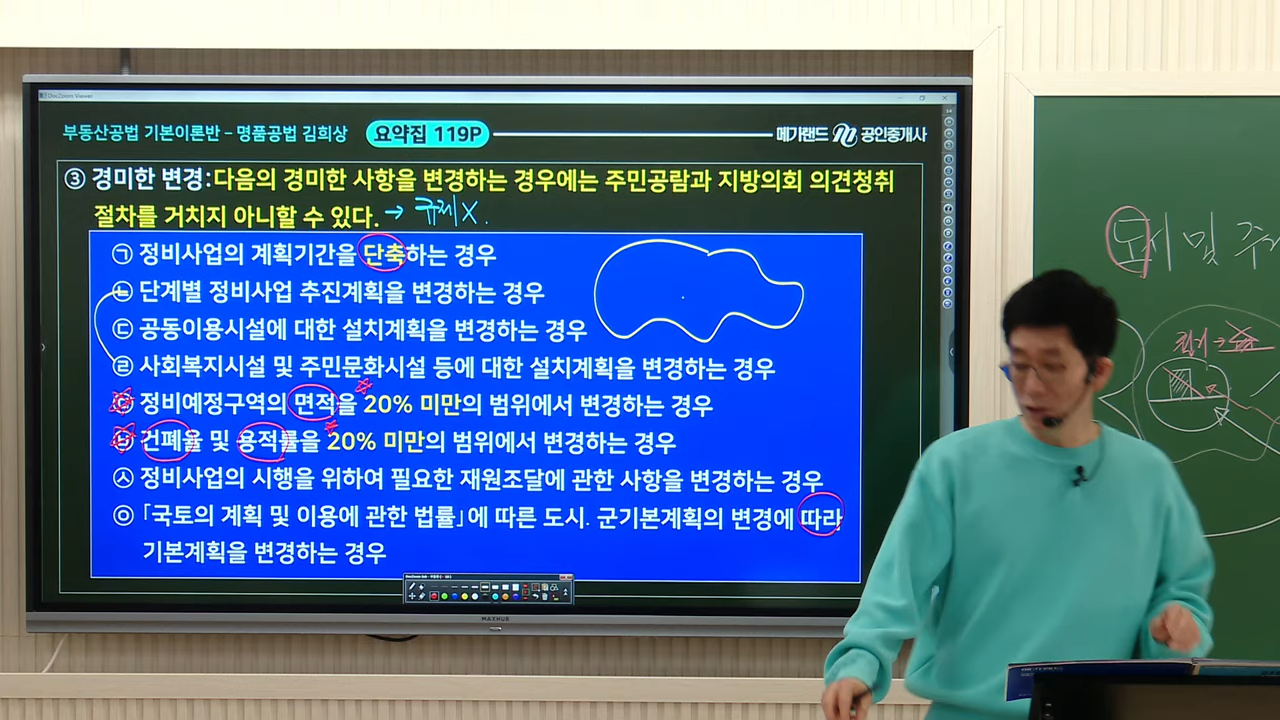 DocZoom Viewer
부동산공법 기본이론반 – 명품공법 김희상 요약집 119P 메가랜드 공인중개사
③ 경미한 변경:다음의 경미한 사항을 변경하는 경우에는 주민공람과 지방의회 의견청취
절차를 거치지 아니할 수 있다. → 규제X.
㉠ 정비사업의 계획기간을 단축하는 경우
㉡ 단계별 정비사업 추진계획을 변경하는 경우
㉢ 공동이용시설에 대한 설치계획을 변경하는 경우
㉣ 사회복지시설 및 주민문화시설 등에 대한 설치계획을 변경하는 경우
㉤ 정비예정구역의 면적을 20% 미만의 범위에서 변경하는 경우
㉥ 건폐율 및 용적률을 20% 미만의 범위에서 변경하는 경우
㉦ 정비사업의 시행을 위하여 필요한 재원조달에 관한 사항을 변경하는 경우
㉧ 「국토의 계획 및 이용에 관한 법률」에 따른 도시. 군기본계획의 변경에 따라
기본계획을 변경하는 경우
MAXHUB
도시 및 주